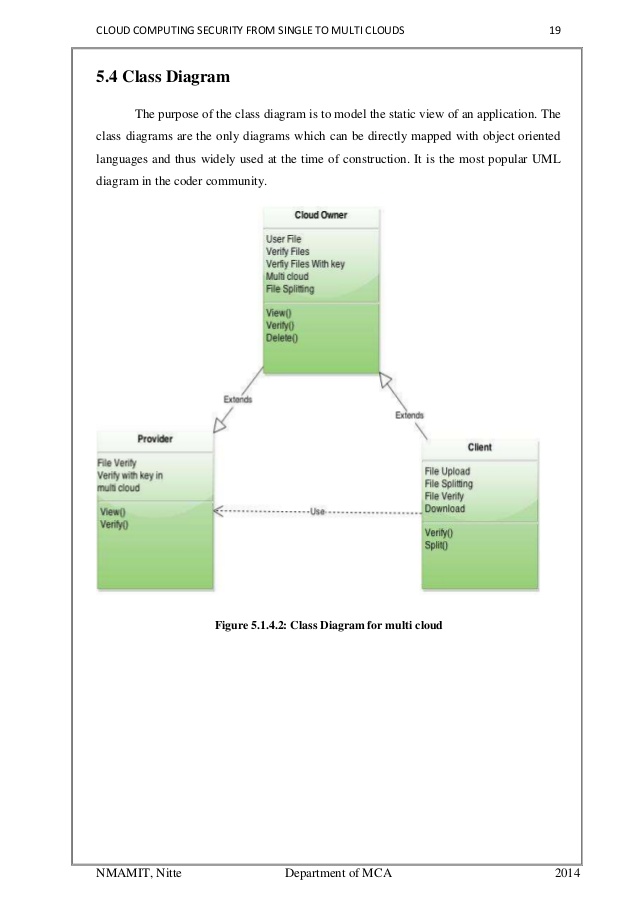 CLOUD COMPUTING SECURITY FROM SINGLE TO MULTI CLOUDS 19
5.4 Class Diagram
The purpose of the class diagram is to model the static view of an application. The
class diagrams are the only diagrams which can be directly mapped with object oriented
languages and thus widely used at the time of construction. It is the most popular UML
diagram in the coder community.
Cloud Owner
User File
Verify Files
Verfiy Files With key
Multi cloud
File Splitting
View()
Verify()
Delete()
Extends
Extends
Provider
File Verify
Verify with key in
multi cloud
View()
Verify()
Use
Client
File Upload
File Splitting
File Verify
Download
Verify()
Split()
Figure 5.1.4.2: Class Diagram for multi cloud
NMAMIT, Nitte Department of MCA 2014